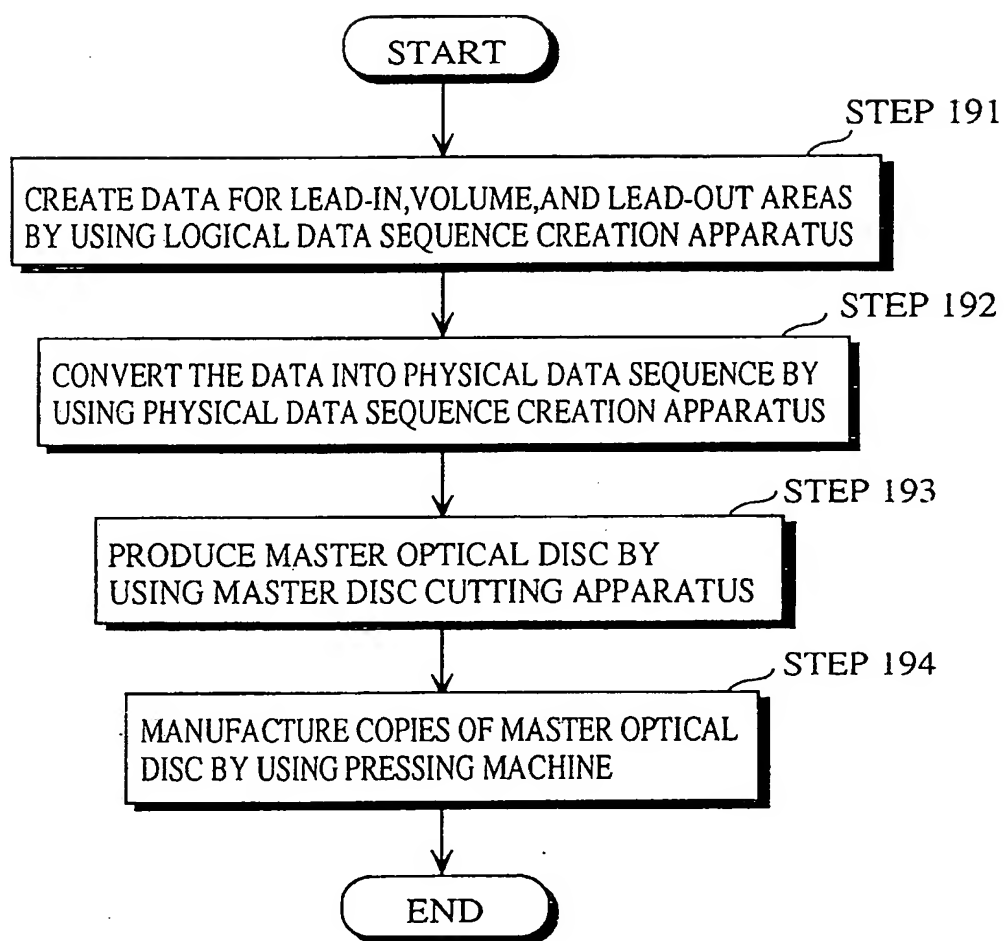 START
STEP 191
CREATE DATA FOR LEAD-IN,VOLUME,AND LEAD-OUT AREAS
BY USING LOGICAL DATA SEQUENCE CREATION APPARATUS
STEP 192
CONVERT THE DATA INTO PHYSICAL DATA SEQUENCE BY
USING PHYSICAL DATA SEQUENCE CREATION APPARATUS
STEP 193
PRODUCE MASTER OPTICAL DISC BY
USING MASTER DISC CUTTING APPARATUS
STEP 194
MANUFACTURE COPIES OF MASTER OPTICAL
DISC BY USING PRESSING MACHINE
END